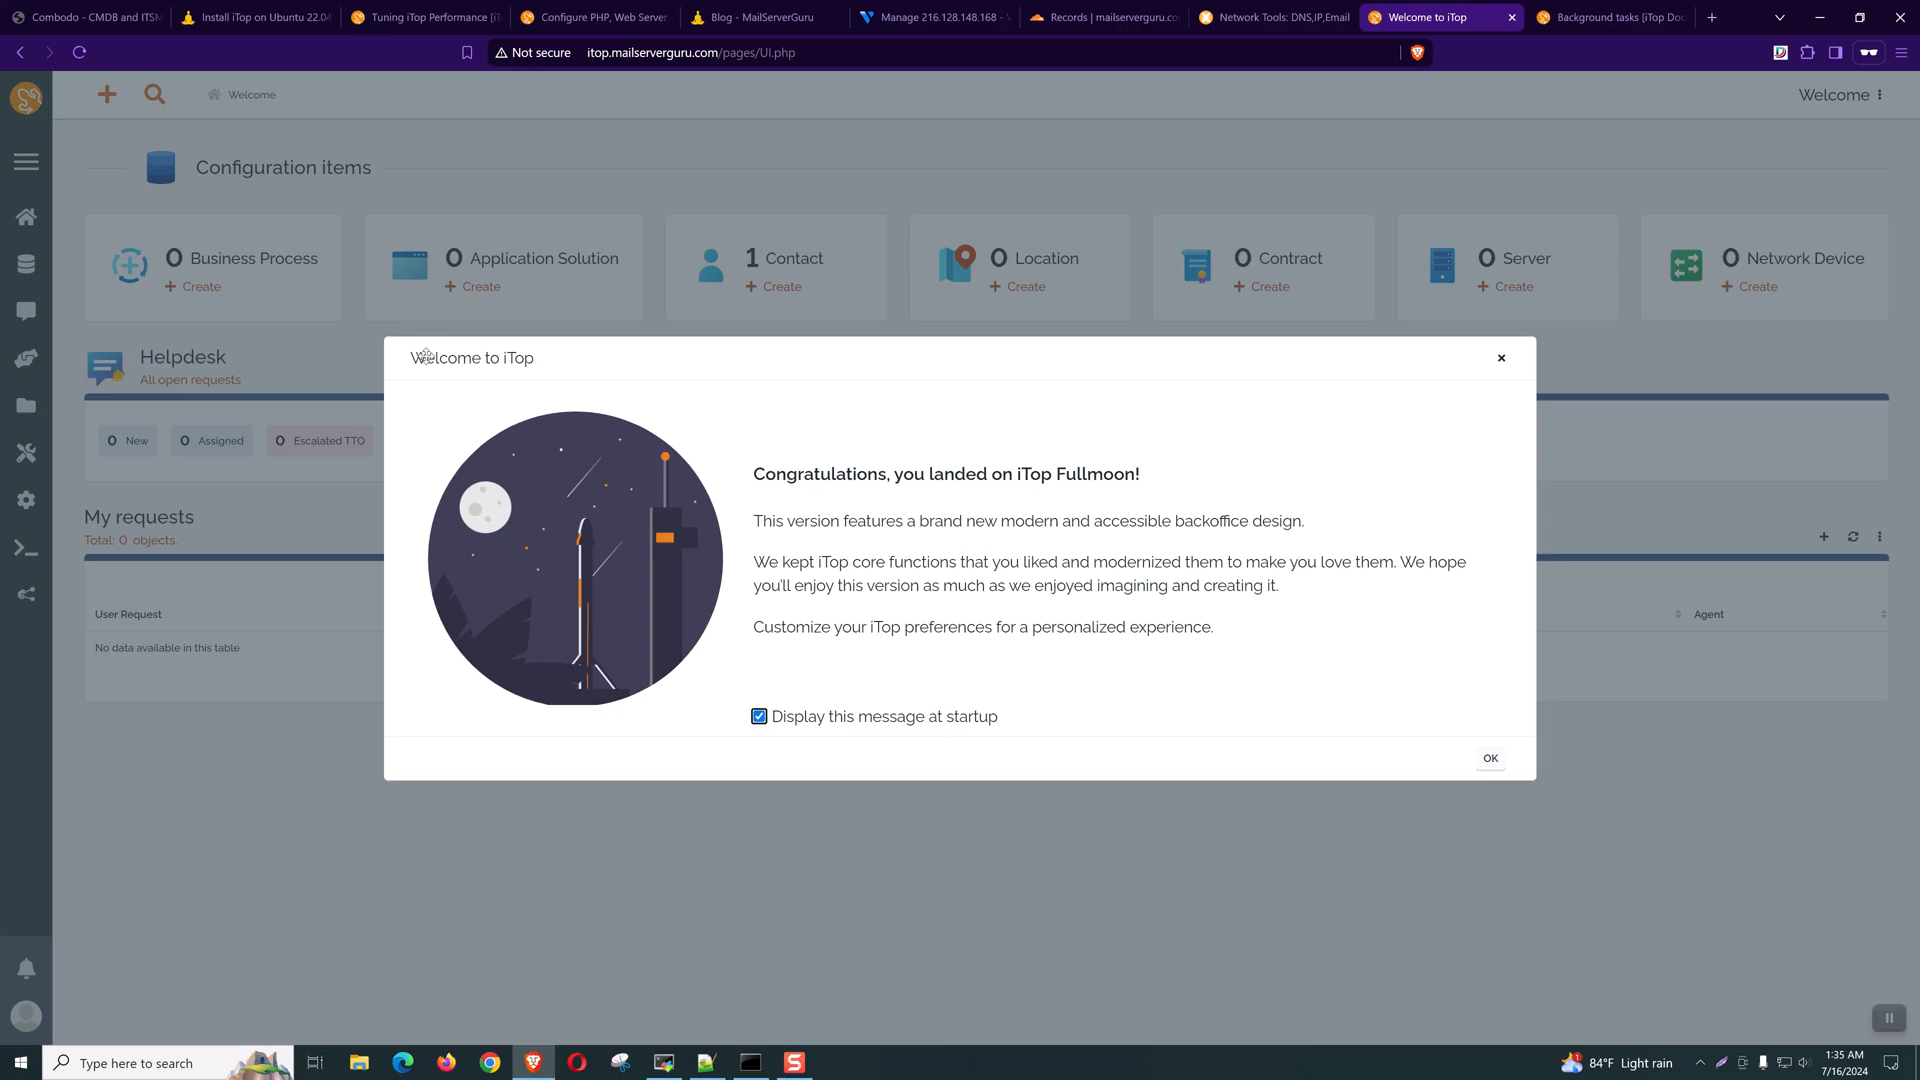 Combodo - CMDB and ITSM
Install iTop on Ubuntu 22.04
Tuning iTop Performance [iT
Configure PHP, Web Server
Blog - MailServerGuru
Manage 216.128.148.168 -
Records | mailserverguru.co
Network Tools: DNS,IP,Email
Welcome to iTop
Background tasks [iTop Doc
Not secure
itop.mailserverguru.com/pages/UI.php
Welcome
Welcome
Configuration items
0 Business Process
Create
0 Application Solution
Create
1 Contact
Create
0 Location
Create
0 Contract
Create
0 Server
Create
0 Network Device
Create
Helpdesk
All open requests
0 New
0 Assigned
0 Escalated TTO
My requests
Total: 0 objects.
User Request
Agent
No data available in this table
Welcome to iTop
Congratulations, you landed on iTop Fullmoon!
This version features a brand new modern and accessible backoffice design.
We kept iTop core functions that you liked and modernized them to make you love them. We hope
you'll enjoy this version as much as we enjoyed imagining and creating it.
Customize your iTop preferences for a personalized experience.
Display this message at startup
OK
Type here to search
1
84°F Light rain
1:35 AM
7/16/2024